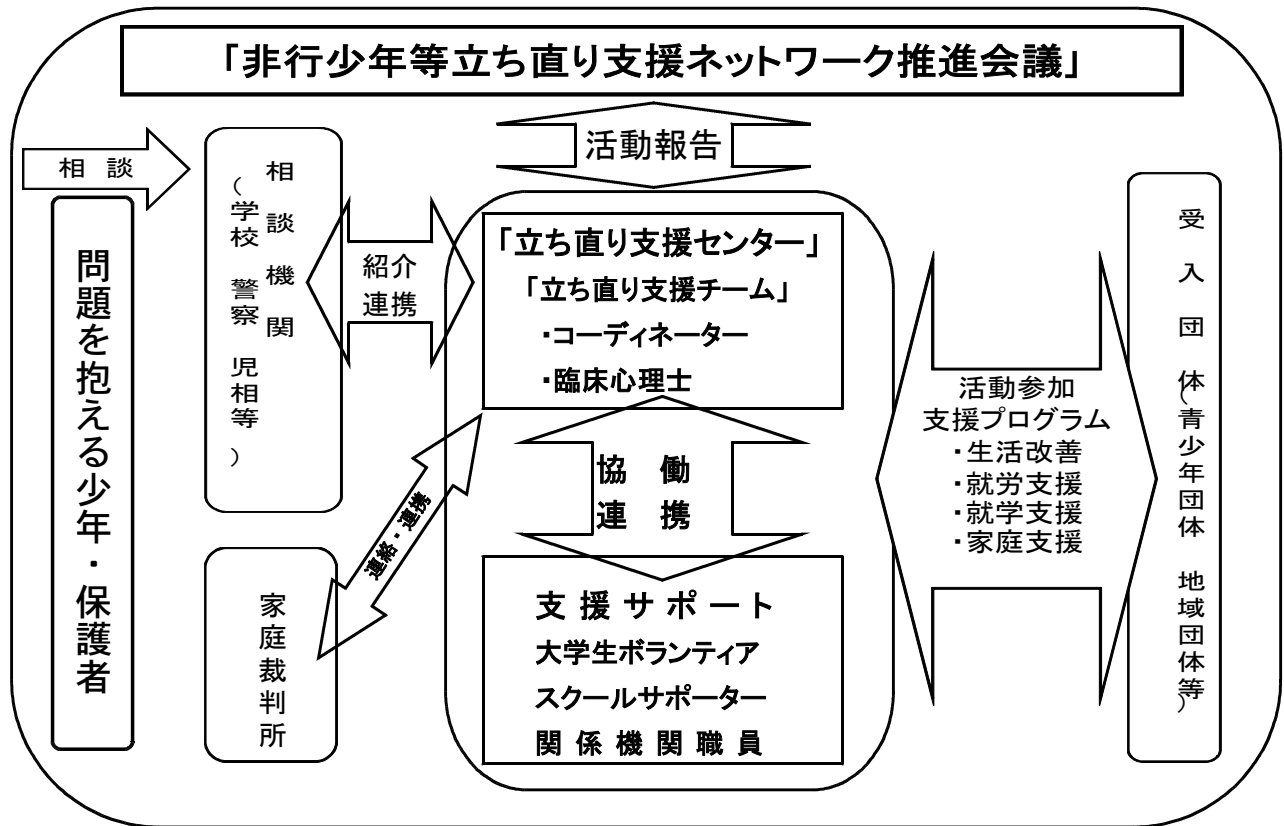 「非行少年等立ち直り支援ネットワーク推進会議」
活動報告
相 談
問題を抱える少年・保護者
相 談 機 関
(学校 警察 児相等)
紹介
連携
家庭裁判所
連絡・連携
「立ち直り支援センター」
「立ち直り支援チーム」
・コーディネーター
・臨床心理士
協 働
連 携
支 援 サ ポ ー ト
大学生ボランティア
スクールサポーター
関 係 機 関 職 員
活動参加
支援プログラム
・生活改善
・就労支援
・就学支援
・家庭支援
受 入 団 体(青少年団体 地域団体等)